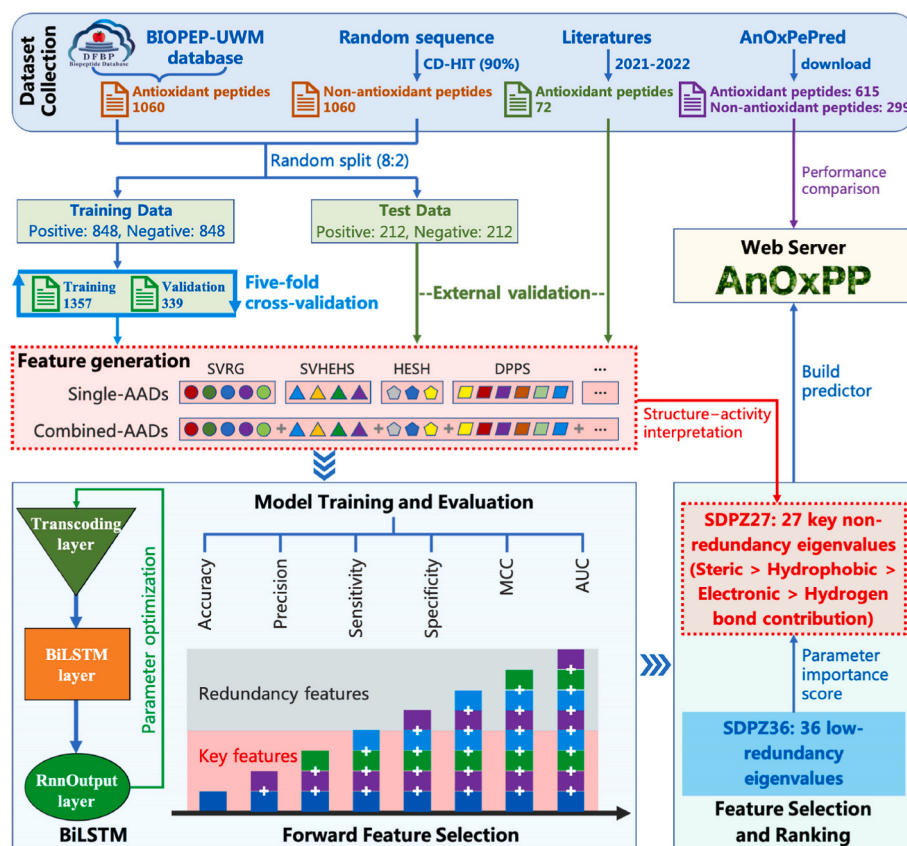 Dataset
Collection
DFBP
Biopeptide Database
BIOPEP-UWM
database
Antioxidant peptides
1060
Random sequence
CD-HIT (90%)
Non-antioxidant peptides
1060
Literatures
2021-2022
Antioxidant peptides
72
AnOxPePred
download
Antioxidant peptides: 615
Non-antioxidant peptides: 299
Random split (8:2)
Training Data
Positive: 848, Negative: 848
Test Data
Positive: 212, Negative: 212
Performance
comparison
Training
1357
Validation
339
Five-fold
cross-validation
--External validation--
Web Server
AnOxPP
Feature generation
SVRG
SVHEHS
HESH
DPPS
...
Single-AADs
...
Combined-AADs
+
+
+
+
...
Build
predictor
Structure–activity
interpretation
Transcoding
layer
BiLSTM
layer
RnnOutput
layer
BiLSTM
Parameter optimization
Model Training and Evaluation
Accuracy
Precision
Sensitivity
Specificity
MCC
AUC
Redundancy features
Key features
Forward Feature Selection
SDPZ27: 27 key non-
redundancy eigenvalues
(Steric > Hydrophobic >
Electronic > Hydrogen
bond contribution)
Parameter
importance
score
SDPZ36: 36 low-
redundancy
eigenvalues
Feature Selection
and Ranking